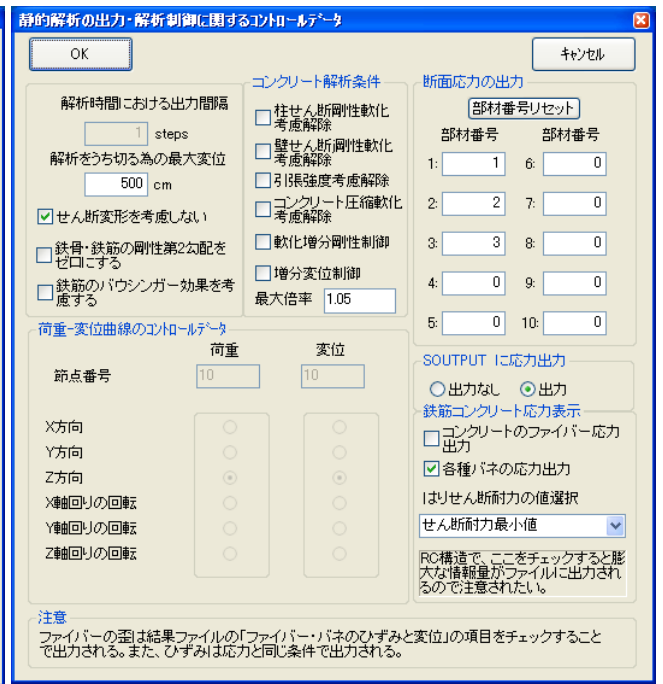 静的解析の出力・解析制御に関するコントロールデータ
OK
キャンセル
解析時間における出力間隔
1 steps
解析をうち切る為の最大変位
500 cm
せん断変形を考慮しない
鉄骨・鉄筋の剛性第2勾配を
ゼロにする
鉄筋のバウシンガー効果を考
慮する
コンクリート解析条件
柱せん断剛性軟化
考慮解除
壁せん断剛性軟化
考慮解除
引張強度考慮解除
コンクリート圧縮軟化
考慮解除
軟化増分剛性制御
増分変位制御
最大倍率 1.05
断面応力の出力
部材番号リセット
部材番号 部材番号
1: 1 6: 0
2: 2 7: 0
3: 3 8: 0
4: 0 9: 0
5: 0 10: 0
荷重-変位曲線のコントロールデータ
荷重 変位
節点番号 10 10
X方向
Y方向
Z方向
X軸回りの回転
Y軸回りの回転
Z軸回りの回転
SOUTPUT に応力出力
出力なし 出力
鉄筋コンクリート応力表示
コンクリートのファイバー応力
出力
各種バネの応力出力
はりせん断耐力の値選択
せん断耐力最小値
RC構造で、ここをチェックすると膨
大な情報量がファイルに出力され
るので注意されたい。
注意
ファイバーの歪は結果ファイルの「ファイバー・バネのひずみと変位」の項目をチェックすること
で出力される。また、ひずみは応力と同じ条件で出力される。